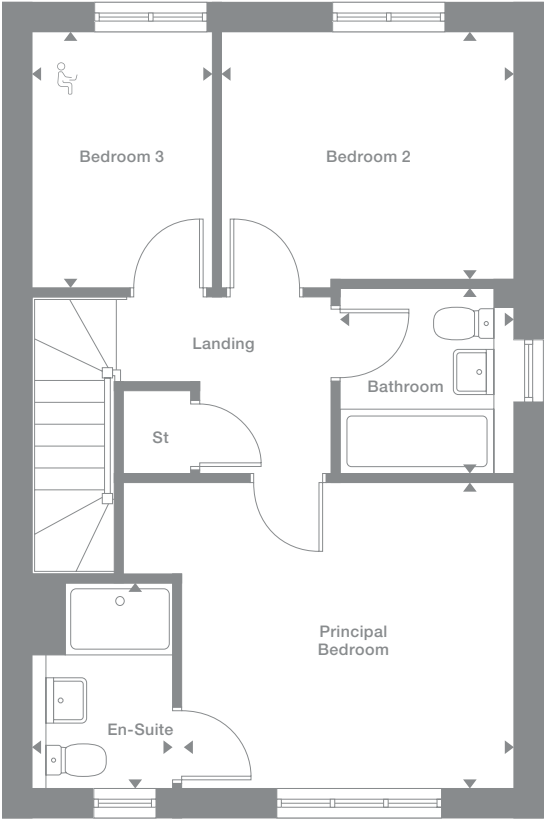 Bedroom 3
Bedroom 2
Landing
Bathroom
St
Principal
Bedroom
En-Suite